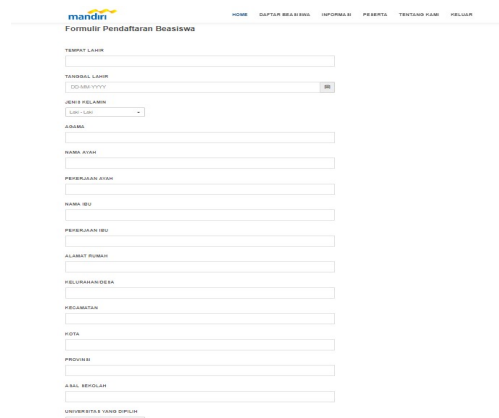 mandiri
HOME DAFTAR BEASISWA INFORMASI PESERTA TENTANG KAMI KELUAR
Formulir Pendaftaran Beasiswa
TEMPAT LAHIR
TANGGAL LAHIR
DD-MM-YYYY
JENIS KELAMIN
Laki - Laki
AGAMA
NAMA AYAH
PEKERJAAN AYAH
NAMA IBU
PEKERJAAN IBU
ALAMAT RUMAH
KELURAHAN/DESA
KECAMATAN
KOTA
PROVINSI
ASAL SEKOLAH
UNIVERSITAS YANG DIPILIH